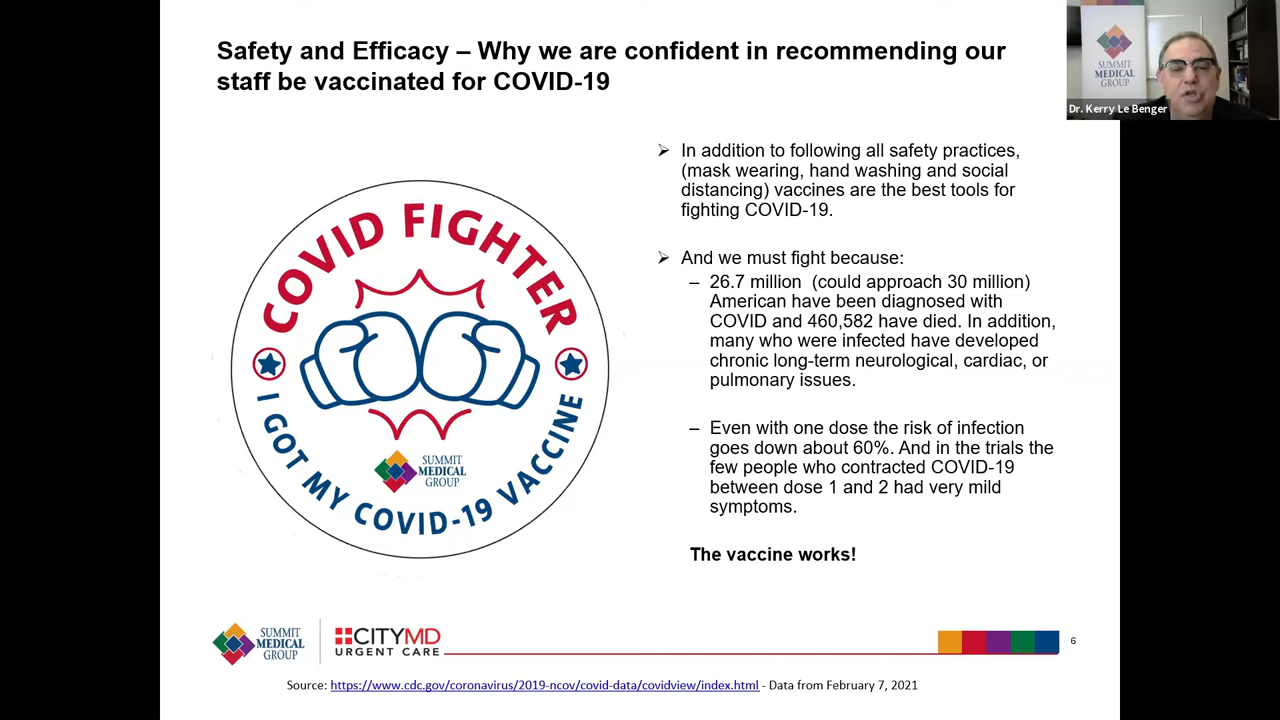 Safety and Efficacy – Why we are confident in recommending our
staff be vaccinated for COVID-19
SUMMIT
MEDICAL
GROUP
Dr. Kerry Le Benger
COVID FIGHTER
I GOT MY COVID-19 VACCINE
SUMMIT
MEDICAL
GROUP
➢ In addition to following all safety practices,
(mask wearing, hand washing and social
distancing) vaccines are the best tools for
fighting COVID-19.
➢ And we must fight because:
– 26.7 million (could approach 30 million)
American have been diagnosed with
COVID and 460,582 have died. In addition,
many who were infected have developed
chronic long-term neurological, cardiac, or
pulmonary issues.
– Even with one dose the risk of infection
goes down about 60%. And in the trials the
few people who contracted COVID-19
between dose 1 and 2 had very mild
symptoms.
The vaccine works!
SUMMIT
MEDICAL
GROUP
CITYMD
URGENT CARE
6
Source: https://www.cdc.gov/coronavirus/2019-ncov/covid-data/covidview/index.html - Data from February 7, 2021